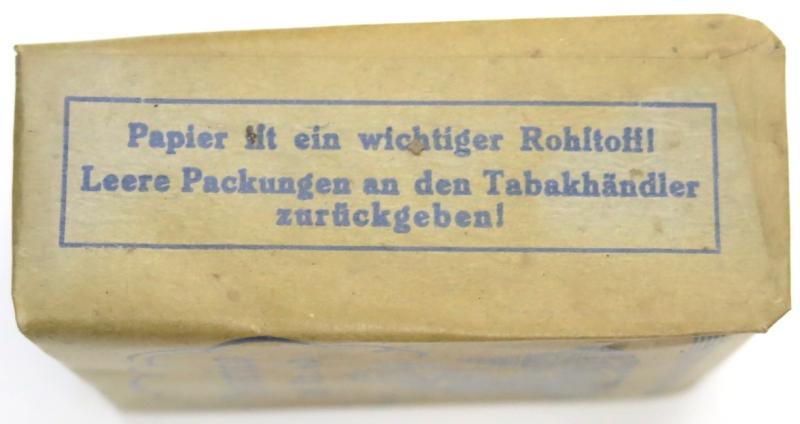 Papier iſt ein wichtiger Rohſtoff!
Leere Packungen an den Tabakhändler
zurückgeben!